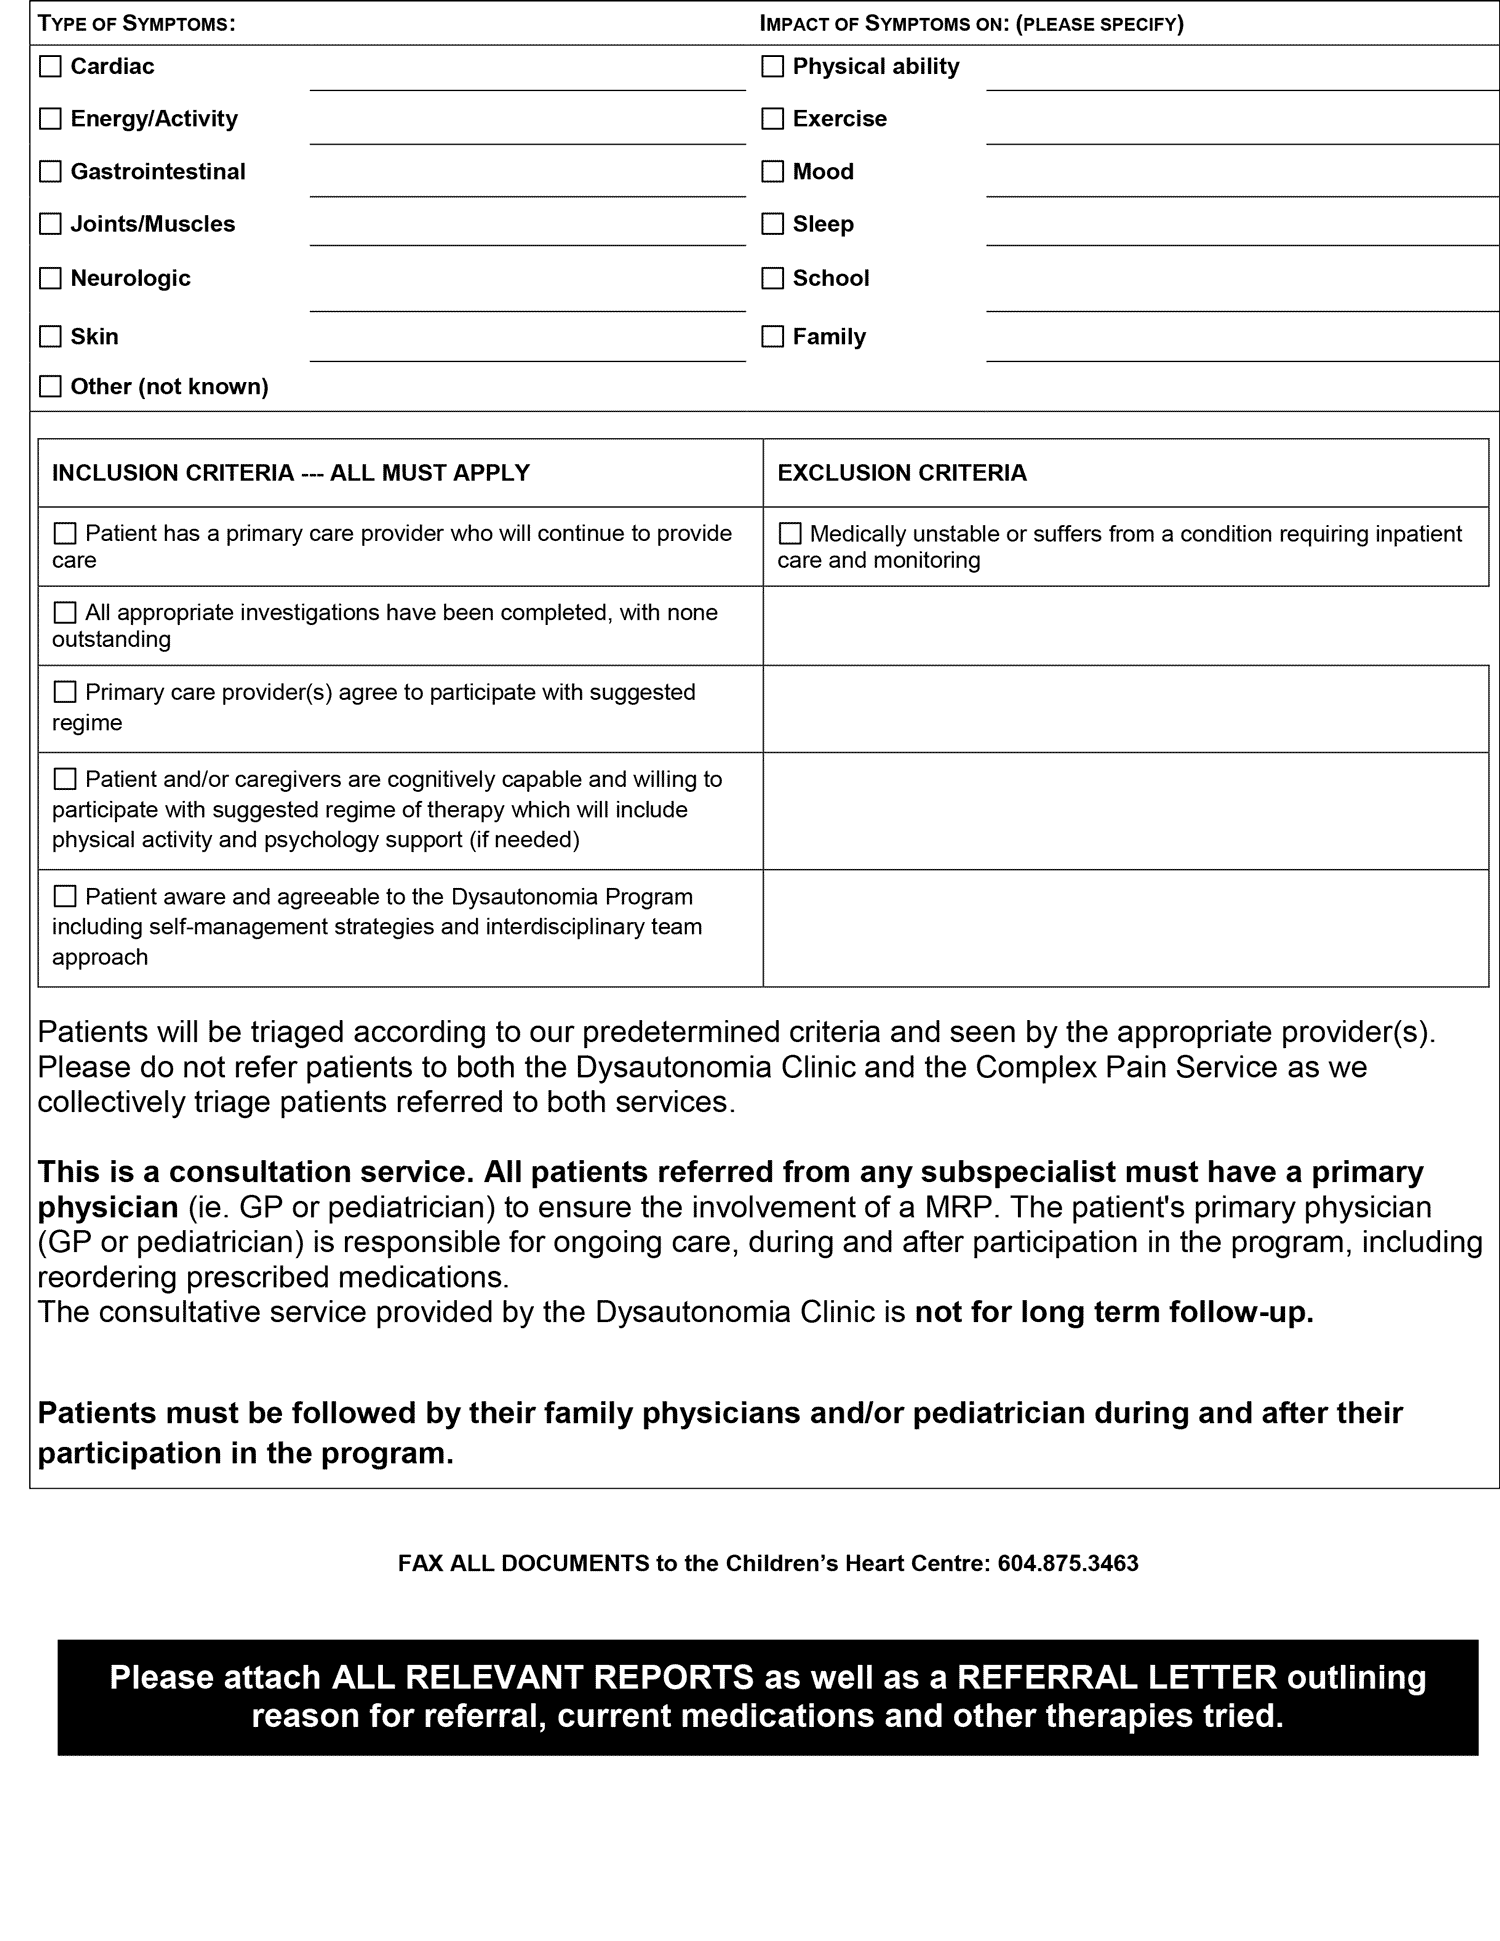 TYPE OF SYMPTOMS: IMPACT OF SYMPTOMS ON: (PLEASE SPECIFY)
Cardiac Physical ability
Energy/Activity Exercise
Gastrointestinal Mood
Joints/Muscles Sleep
Neurologic School
Skin Family
Other (not known)
INCLUSION CRITERIA --- ALL MUST APPLY EXCLUSION CRITERIA
Patient has a primary care provider who will continue to provide
care
Medically unstable or suffers from a condition requiring inpatient
care and monitoring
All appropriate investigations have been completed, with none
outstanding
Primary care provider(s) agree to participate with suggested
regime
Patient and/or caregivers are cognitively capable and willing to
participate with suggested regime of therapy which will include
physical activity and psychology support (if needed)
Patient aware and agreeable to the Dysautonomia Program
including self-management strategies and interdisciplinary team
approach
Patients will be triaged according to our predetermined criteria and seen by the appropriate provider(s).
Please do not refer patients to both the Dysautonomia Clinic and the Complex Pain Service as we
collectively triage patients referred to both services.
This is a consultation service. All patients referred from any subspecialist must have a primary
physician (ie. GP or pediatrician) to ensure the involvement of a MRP. The patient's primary physician
(GP or pediatrician) is responsible for ongoing care, during and after participation in the program, including
reordering prescribed medications.
The consultative service provided by the Dysautonomia Clinic is not for long term follow-up.
Patients must be followed by their family physicians and/or pediatrician during and after their
participation in the program.
FAX ALL DOCUMENTS to the Children’s Heart Centre: 604.875.3463
Please attach ALL RELEVANT REPORTS as well as a REFERRAL LETTER outlining
reason for referral, current medications and other therapies tried.